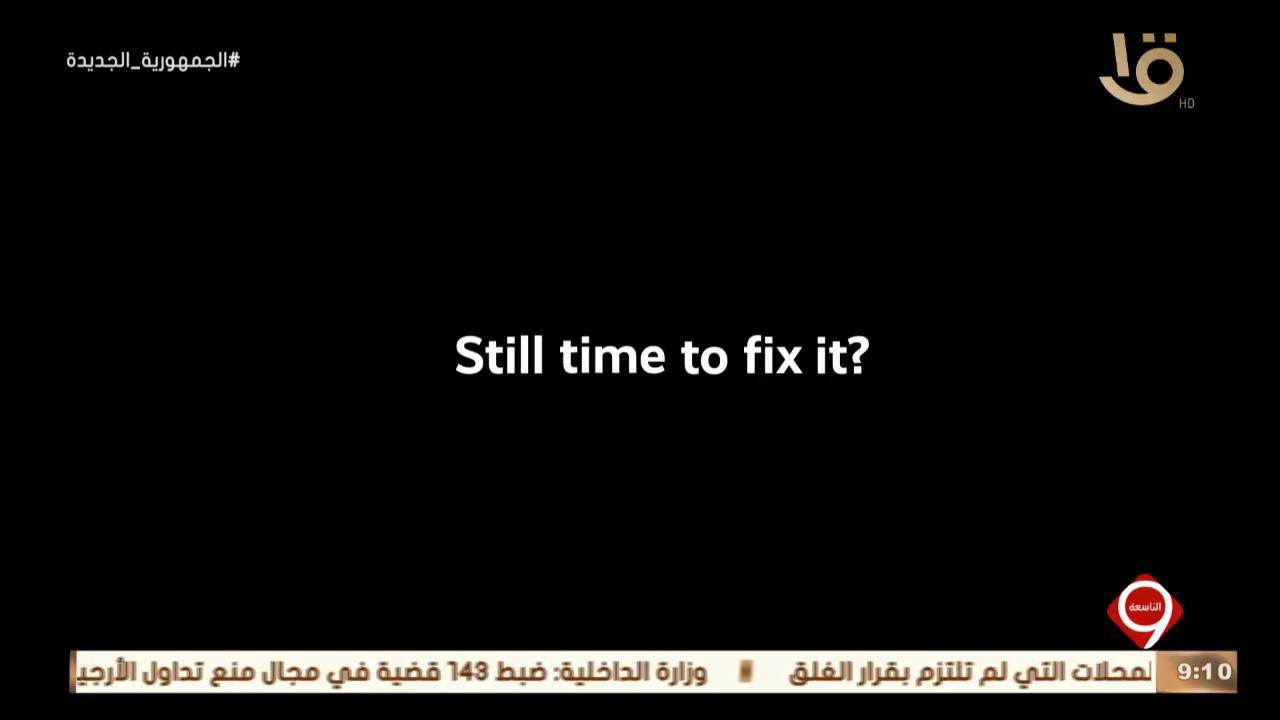 #الجمهورية_الجديدة
HD
Still time to fix it?
التاسعة
9
لمحلات التي لم تلتزم بقرار الغلق
وزارة الداخلية: ضبط 143 قضية في مجال منع تداول
9:10